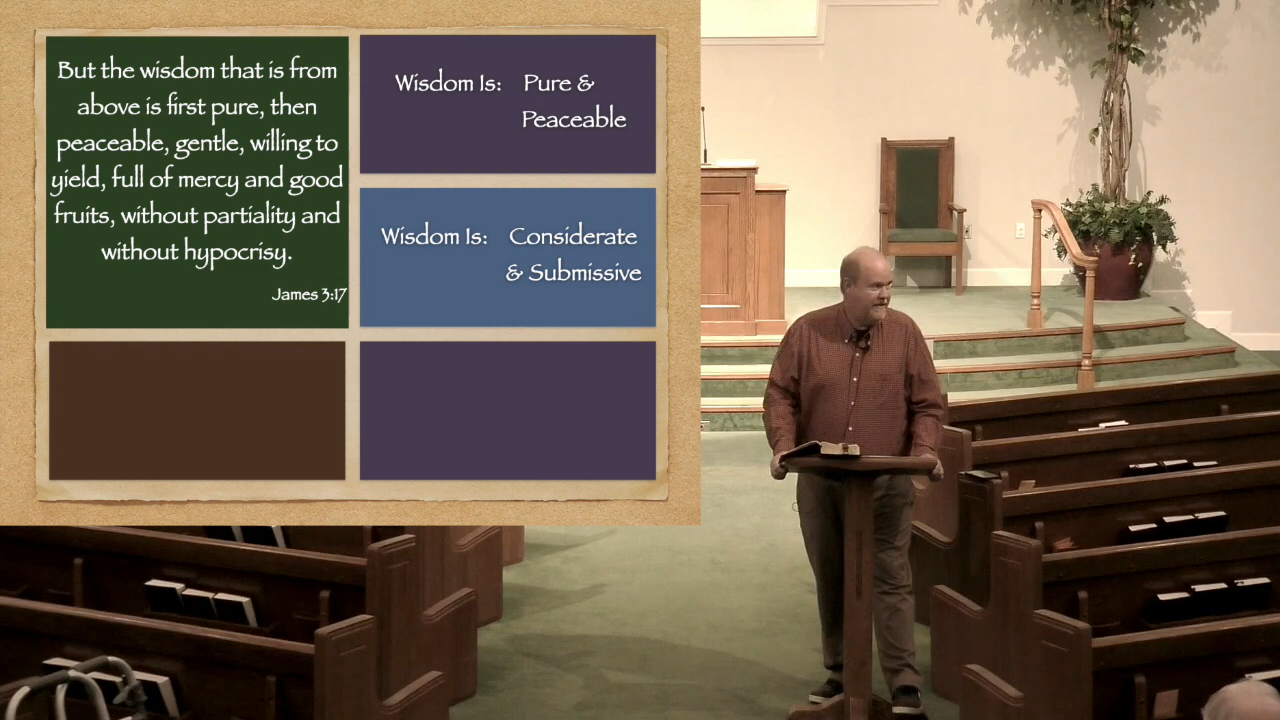 But the wisdom that is from
above is first pure, then
peaceable, gentle, willing to
yield, full of mercy and good
fruits, without partiality and
without hypocrisy.
James 3:17
Wisdom Is: Pure &
Peaceable
Wisdom Is: Considerate
& Submissive